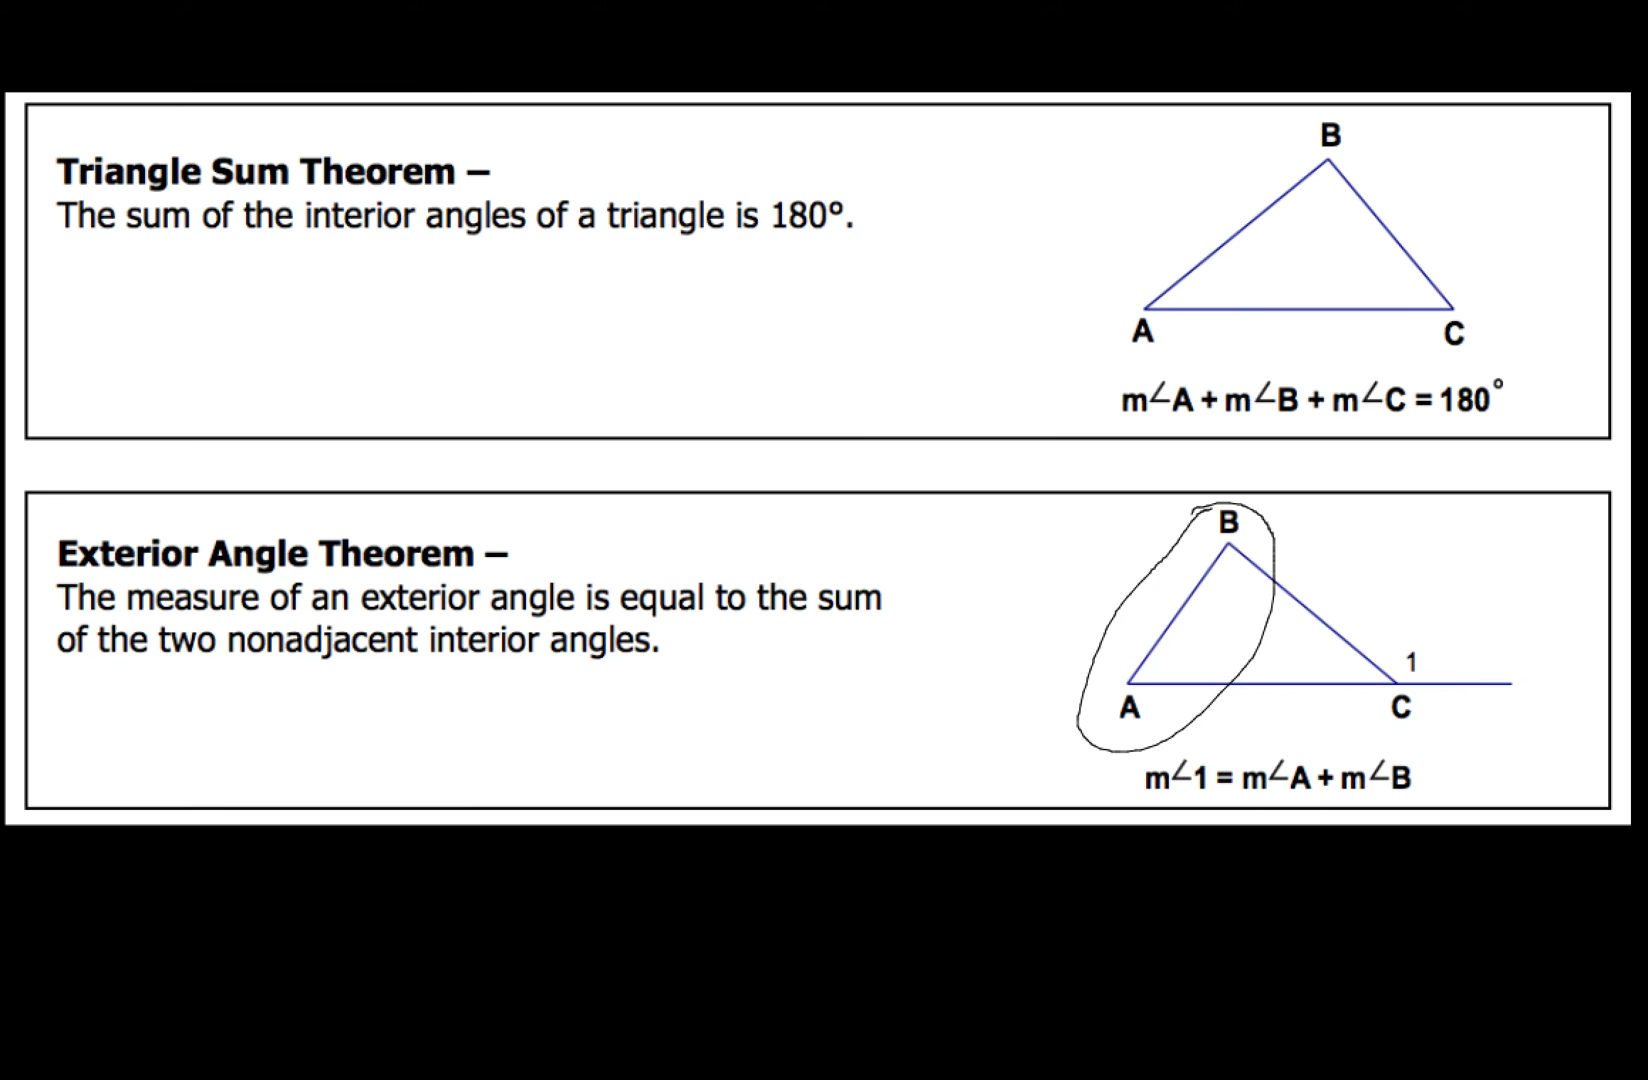 Triangle Sum Theorem –
The sum of the interior angles of a triangle is 180°.
B
A
C
m∠A + m∠B + m∠C = 180°
Exterior Angle Theorem –
The measure of an exterior angle is equal to the sum
of the two nonadjacent interior angles.
B
1
A
C
m∠1 = m∠A + m∠B